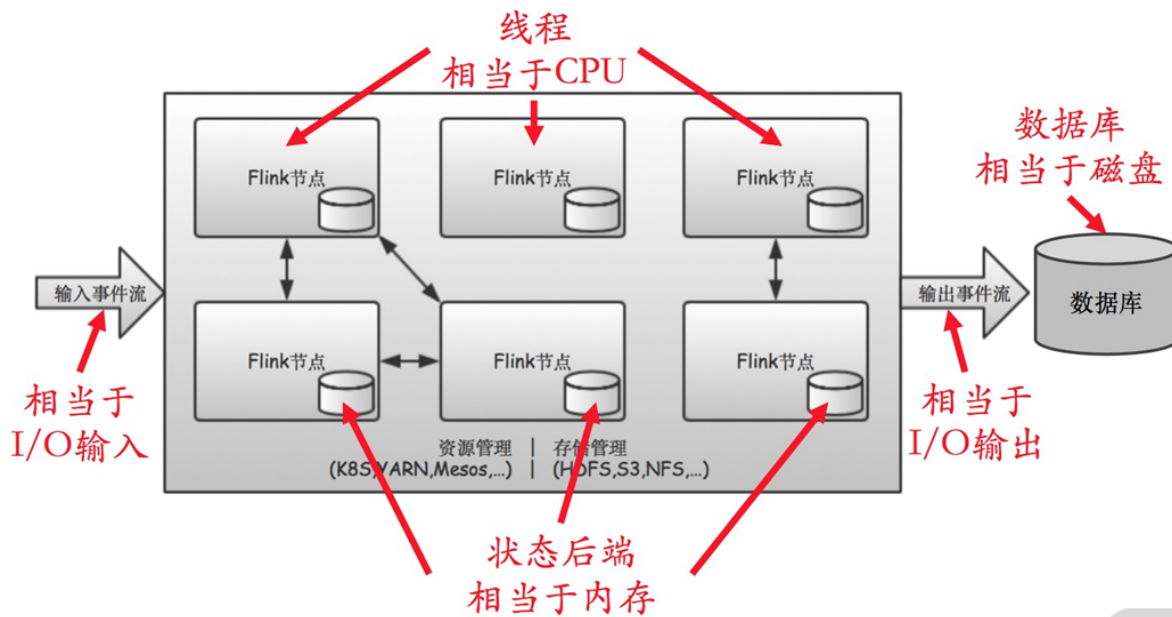 线程
相当于CPU
数据库
相当于磁盘
Flink节点
Flink节点
Flink节点
输入事件流
输出事件流
数据库
Flink节点
Flink节点
Flink节点
相当于
I/O输入
相当于
I/O输出
资源管理 | 存储管理
(K8S,YARN,Mesos,...) | (HDFS,S3,NFS,...)
状态后端
相当于内存